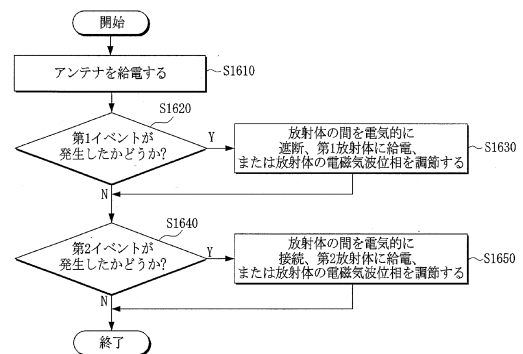 開始
アンテナを給電する
S1610
S1620
第1イベントが
発生したかどうか?
Y
放射体の間を電気的に
遮断、第1放射体に給電、
または放射体の電磁気波位相を調節する
S1630
N
S1640
第2イベントが
発生したかどうか?
Y
放射体の間を電気的に
接続、第2放射体に給電、
または放射体の電磁気波位相を調節する
S1650
N
終了